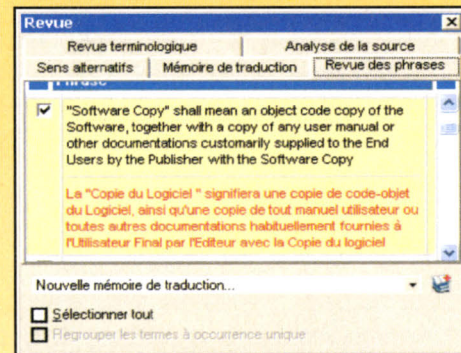 Revue
Revue terminologique
Analyse de la source
Sens alternatifs
Mémoire de traduction
Revue des phrases
Phrase
"Software Copy" shall mean an object code copy of the
Software, together with a copy of any user manual or
other documentations customarily supplied to the End
Users by the Publisher with the Software Copy
La "Copie du Logiciel " signifiera une copie de code-objet
du Logiciel, ainsi qu'une copie de tout manuel utilisateur ou
toutes autres documentations habituellement fournies à
l'Utilisateur Final par l'Editeur avec la Copie du logiciel
Nouvelle mémoire de traduction...
Sélectionner tout
Regrouper les termes à occurrence unique